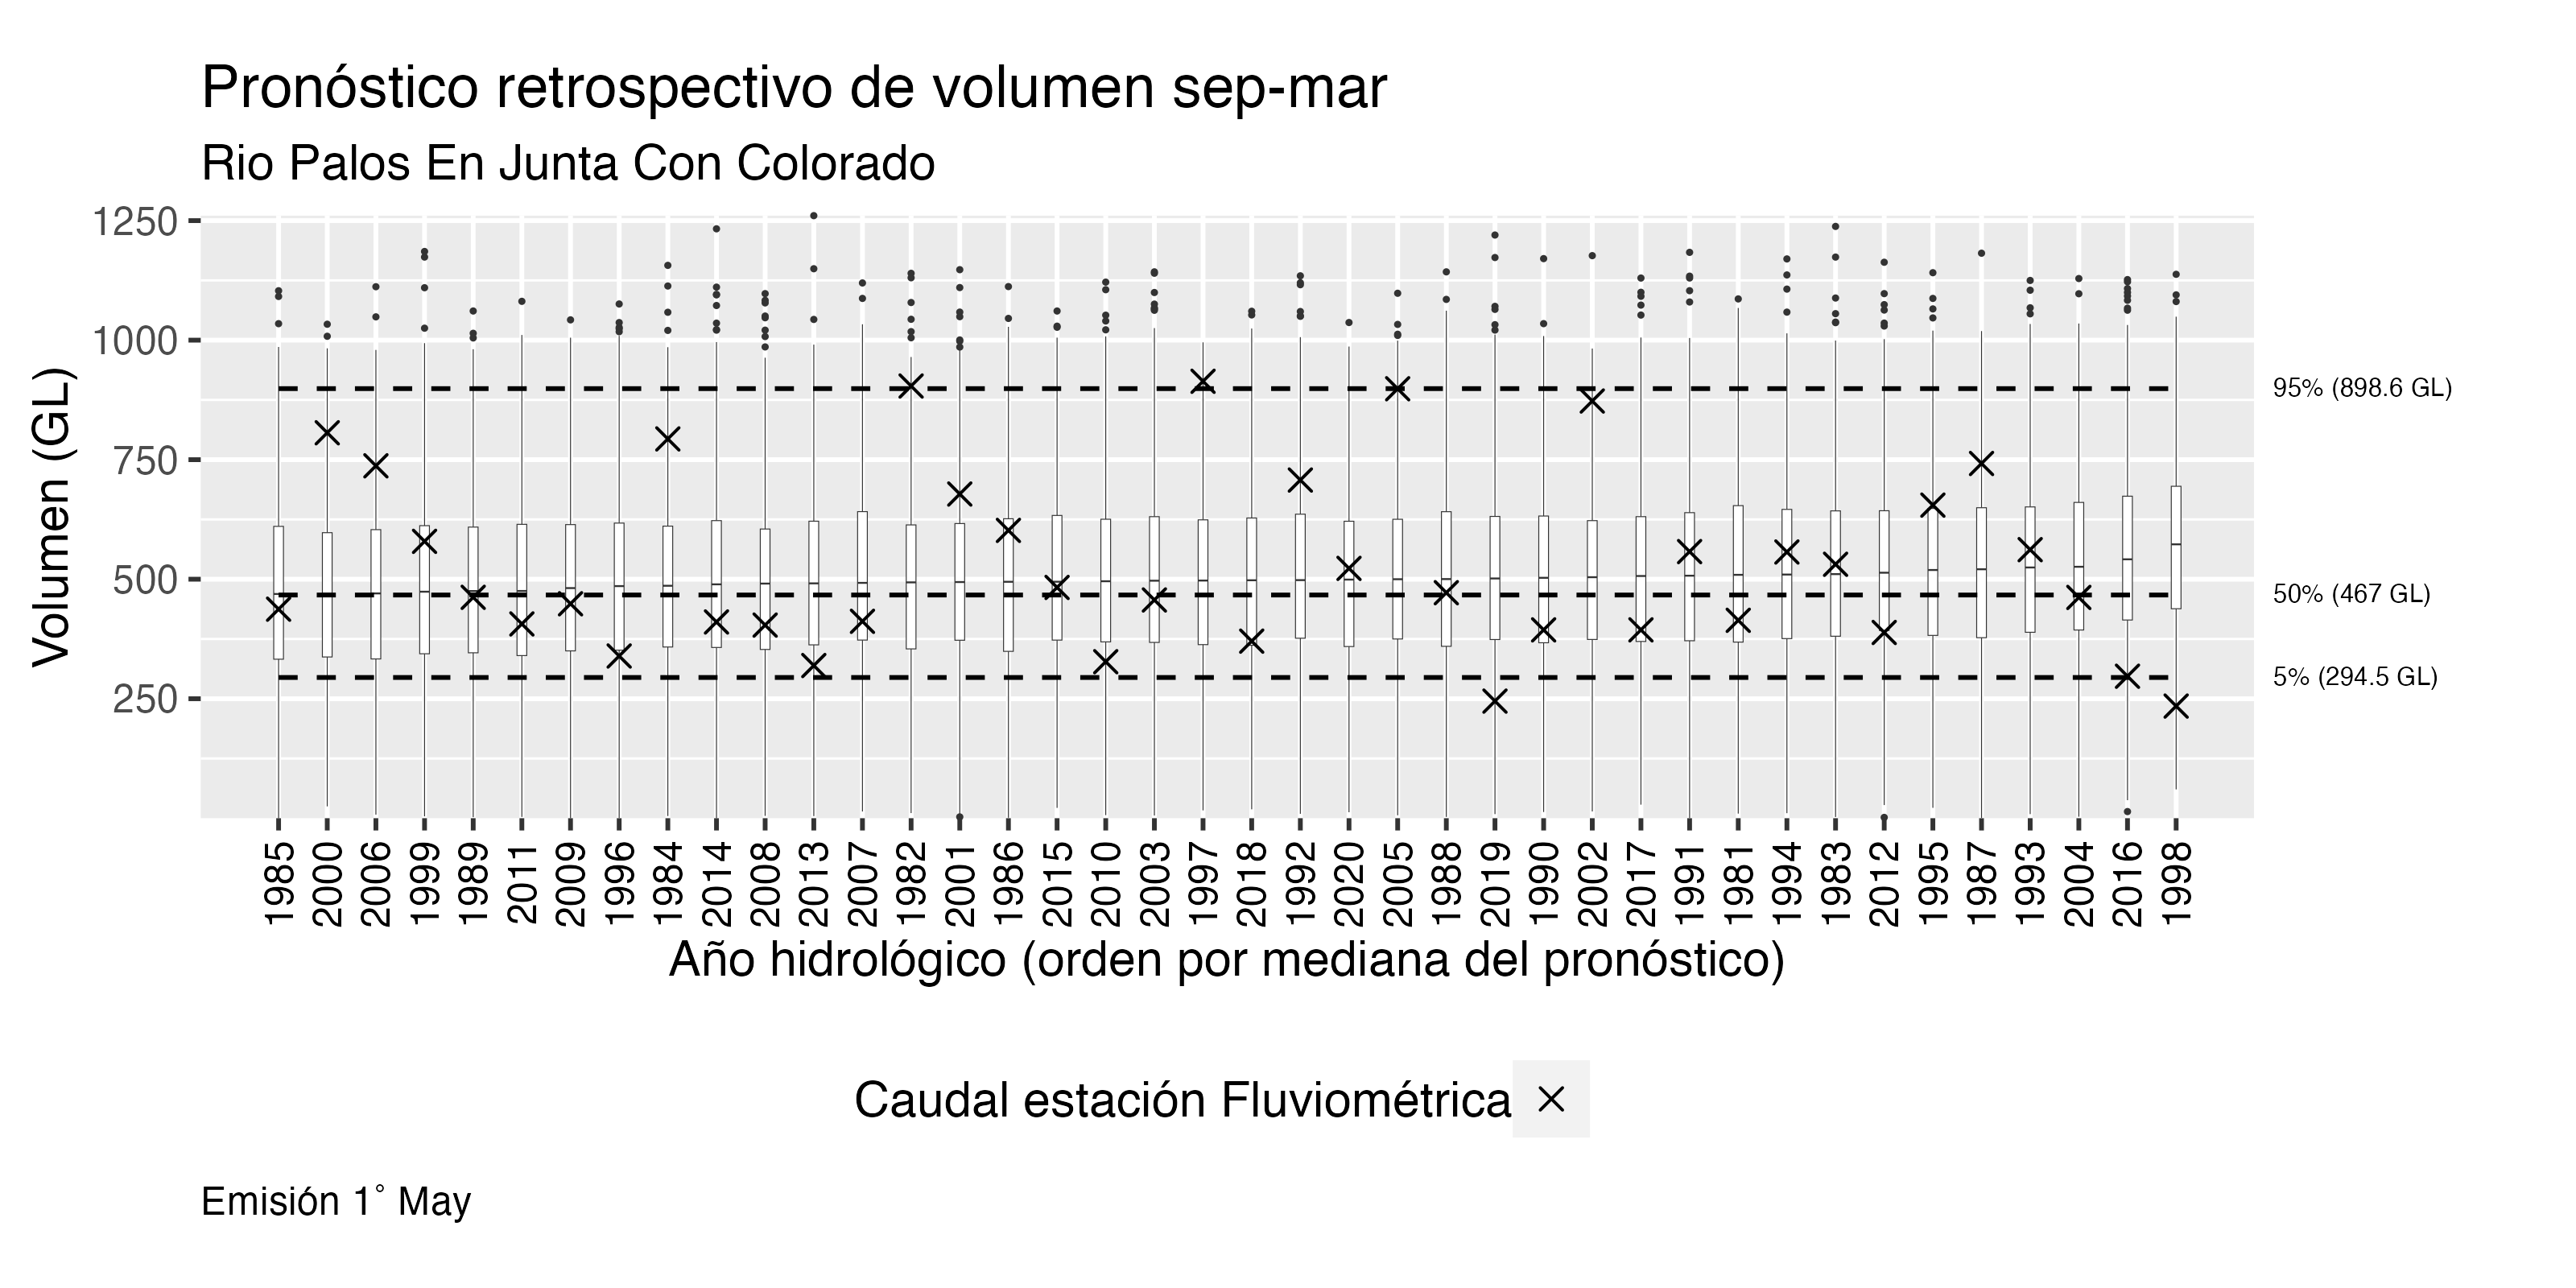 Pronóstico retrospectivo de volumen sep-mar
Rio Palos En Junta Con Colorado
Volumen (GL)
1250
1000
750
500
250
95% (898.6 GL)
50% (467 GL)
5% (294.5 GL)
1985 2000 2006 1999 1989 2011 2009 1996 1984 2014 2008 2013 2007 1982 2001 1986 2015 2010 2003 1997 2018 1992 2020 2005 1988 2019 1990 2002 2017 1991 1981 1994 1983 2012 1995 1987 1993 2004 2016 1998
Año hidrológico (orden por mediana del pronóstico)
Caudal estación Fluviométrica
Emisión 1° May